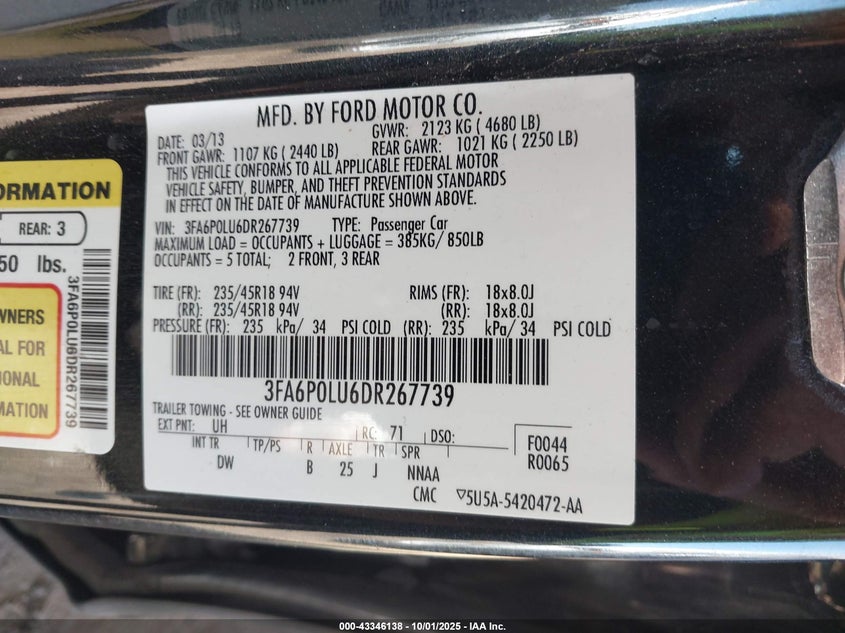 ORMATION
REAR: 3
50 lbs.
WNERS
AL FOR
IONAL
MATION
3FA6P0LU6DR267739
MFD. BY FORD MOTOR CO.
DATE: 03/13 GVWR: 2123 KG (4680 LB)
FRONT GAWR: 1107 KG (2440 LB) REAR GAWR: 1021 KG (2250 LB)
THIS VEHICLE CONFORMS TO ALL APPLICABLE FEDERAL MOTOR
VEHICLE SAFETY, BUMPER, AND THEFT PREVENTION STANDARDS
IN EFFECT ON THE DATE OF MANUFACTURE SHOWN ABOVE.
VIN: 3FA6P0LU6DR267739 TYPE: Passenger Car
MAXIMUM LOAD = OCCUPANTS + LUGGAGE = 385KG/ 850LB
OCCUPANTS = 5 TOTAL; 2 FRONT, 3 REAR
TIRE (FR): 235/45R18 94V RIMS (FR): 18x8.0J
(RR): 235/45R18 94V (RR): 18x8.0J
PRESSURE (FR): 235 kPa/ 34 PSI COLD (RR): 235 kPa/ 34 PSI COLD
3FA6P0LU6DR267739
TRAILER TOWING - SEE OWNER GUIDE
EXT PNT: UH RC: 71 DSO: F0044
INT TR TP/PS R AXLE TR SPR R0065
DW B 25 J NNAA
CMC ▽5U5A-5420472-AA
000-43346138 - 10/01/2025 - IAA Inc.